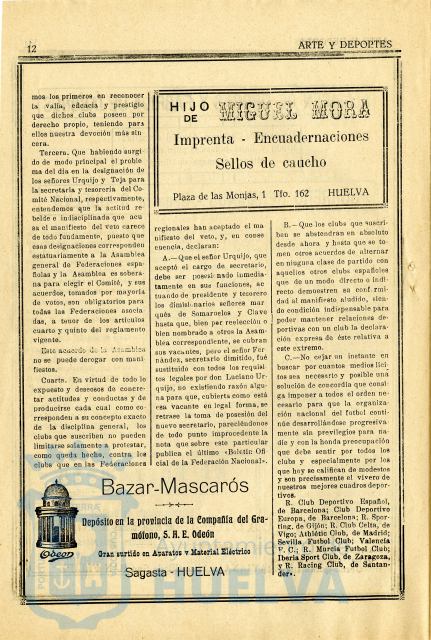 12
ARTE Y DEPORTES
mos los primeros en reconocer
la valía, eficacia y prestigio
que dichos clubs poseen por
derecho propio, teniendo para
ellos nuestra devoción más sin
cera.
Tercera. Que habiendo surgi-
do de modo principal el proble
ma del día en la designación de
los señores Urquijo y Toja para
la secretaría y tesorería del Co
mité Nacional, respectivamente,
entendemos que la actitud re
belde e indisciplinada que acu
sa el manifiesto del veto carece
de todo fundamento, puesto que
esas designaciones corresponden
estatuariamente a la Asamblea
general de Federaciones espa-
ñolas y la Asamblea es sobera-
na para elegir el Comité, y sus
acuerdos, tomados por mayoría
de votos, son obligatorios para
todas las Federaciones asocia
das, a tenor de los artículos
cuarto y quinto del reglamento
vigente.
Este acuerdo de la Asamblea
no se puede derogar con mani-
fiestos.
Cuarta. En virtud de todo lo
expuesto y deseosos de concre-
tar actitudes y conductas y de
producirse cada cual como co-
rresponden a su concepto exacto
de la disciplina general, los
clubs que suscriben no pueden
limitarse solamente a protestar,
como queda hecho, contra los
clubs que en las Federaciones
HIJO DE MIGUEL MORA
Imprenta - Encuadernaciones
Sellos de caucho
Plaza de las Monjas, 1 Tfo. 162 HUELVA
regionales han aceptado el ma
nifiesto del veto, y, en conse
cuencia, declaran:
A.—Que el señor Urquijo, que
aceptó el cargo de secretario,
debe ser posesionado inmediata-
tamente en sus funciones, ac
tuando de presidente y tesorero
los dimisionarios señores mar
qués de Someruelos y Clave
hasta que, bien por reelección o
bien nombrado a otros la Asam
blea correspondiente, se cubran
sus vacantes, pero el señor Fer
nández, secretario dimitido, fué
sustituido con todos los requisi
tos legales por don Luciano Ur-
quijo, no existiendo razón algu-
na para que, cubierta como está
esa vacante en legal forma, se
retrase la toma de posesión del
nuevo secretario, pareciéndonos
de todo punto improcedente la
nota que sobre este particular
publica el último «Boletín Ofi-
cial de la Federación Nacional».
B.—Que los clubs que suscri-
ben se abstendran en absoluto
desde ahora y hasta que se to-
men otros acuerdos de alternar
en ninguna clase de partido con
aquellos otros clubs españoles
que de un modo directo o indi-
recto demuestren su conformi-
dad al manifiesto aludido, sien-
do condición indispensable para
poder mantener relaciones de-
portivas con un club la declara
ción expresa de éste relativa a
este extremo.
C.—No cejar un instante en
buscar por cuantos medios líci-
tos sea necesario y posible una
solución de concordia que consi
ga imponer a todos el orden ne-
cesario para que la organiza
ción nacional del futbol conti-
núe desarrollándose progresiva
mente sin previlegios para na-
die y con la honda preocupación
que debe sentir por todos los
clubs y especialmente por los
que hoy se califican de modestos
y son precisamente el vivero de
nuestros mejores cuadros depor-
tivos.
R. Club Deportivo Español,
de Barcelona; Club Deportivo
Europa, de Barcelona; R. Spor-
ting, de Gijón; R. Club Celta, de
Vigo; Athlétic Club, de Madrid;
Sevilla Futbol Club; Valencia
F. C.; R. Murcia Futbol Club;
Iberia Sport Club, de Zaragoza,
y R. Racing Club, de Santan-
der».
Bazar-Mascarós
Depósito en la provincia de la Compañía del Gra-
mófono, S. A. E. Odeón
Gran surtido en Aparatos y Material Eléctrico
Sagasta - HUELVA
Odeon
Ayuntamiento de
HUELVA